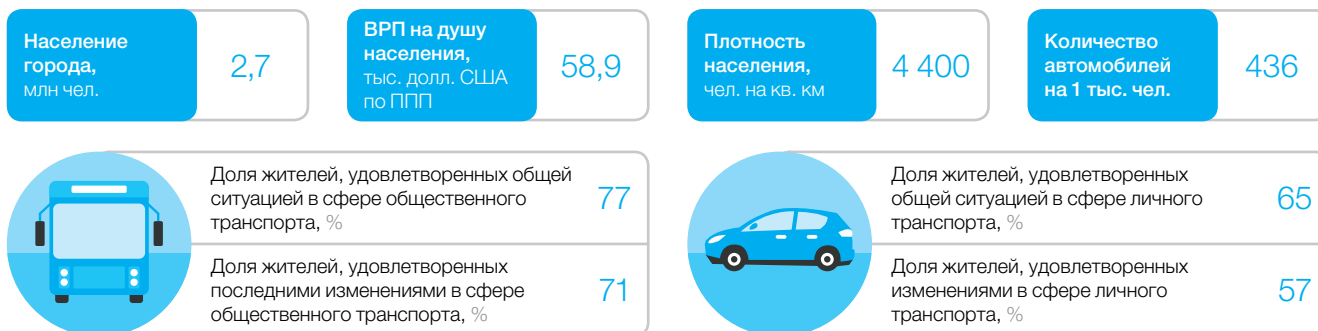 Население
города,
млн чел.
2,7
ВРП на душу
населения,
тыс. долл. США
по ППП
58,9
Плотность
населения,
чел. на кв. км
4 400
Количество
автомобилей
на 1 тыс. чел.
436
Доля жителей, удовлетворенных общей
ситуацией в сфере общественного
транспорта, %
77
Доля жителей, удовлетворенных
последними изменениями в сфере
общественного транспорта, %
71
Доля жителей, удовлетворенных
общей ситуацией в сфере личного
транспорта, %
65
Доля жителей, удовлетворенных
изменениями в сфере личного
транспорта, %
57